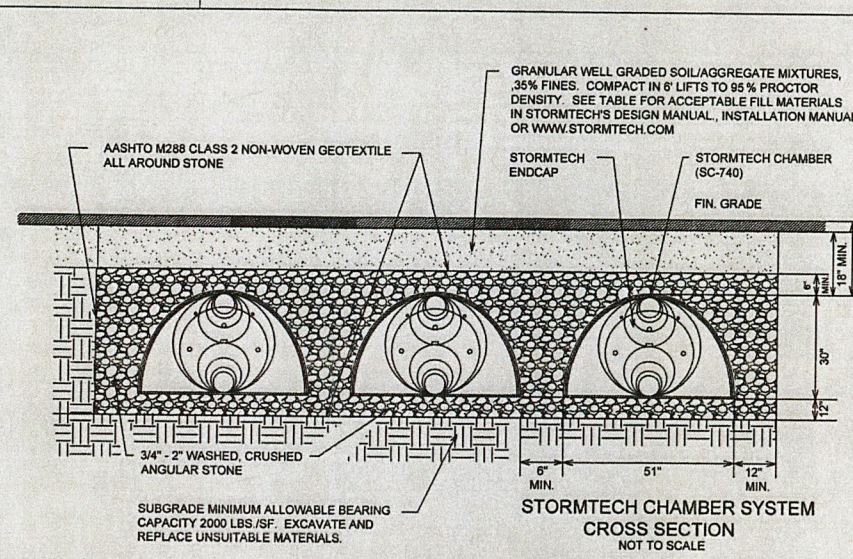 GRANULAR WELL GRADED SOIL/AGGREGATE MIXTURES,
,35% FINES. COMPACT IN 6' LIFTS TO 95 % PROCTOR
DENSITY. SEE TABLE FOR ACCEPTABLE FILL MATERIALS
IN STORMTECH'S DESIGN MANUAL., INSTALLATION MANUAL
OR WWW.STORMTECH.COM
AASHTO M288 CLASS 2 NON-WOVEN GEOTEXTILE
ALL AROUND STONE
STORMTECH
ENDCAP
STORMTECH CHAMBER
(SC-740)
FIN. GRADE
6"
MIN.
18" MIN.
30"
12"
3/4" - 2" WASHED, CRUSHED
ANGULAR STONE
6"
MIN.
51"
12"
MIN.
SUBGRADE MINIMUM ALLOWABLE BEARING
CAPACITY 2000 LBS./SF. EXCAVATE AND
REPLACE UNSUITABLE MATERIALS.
STORMTECH CHAMBER SYSTEM
CROSS SECTION
NOT TO SCALE